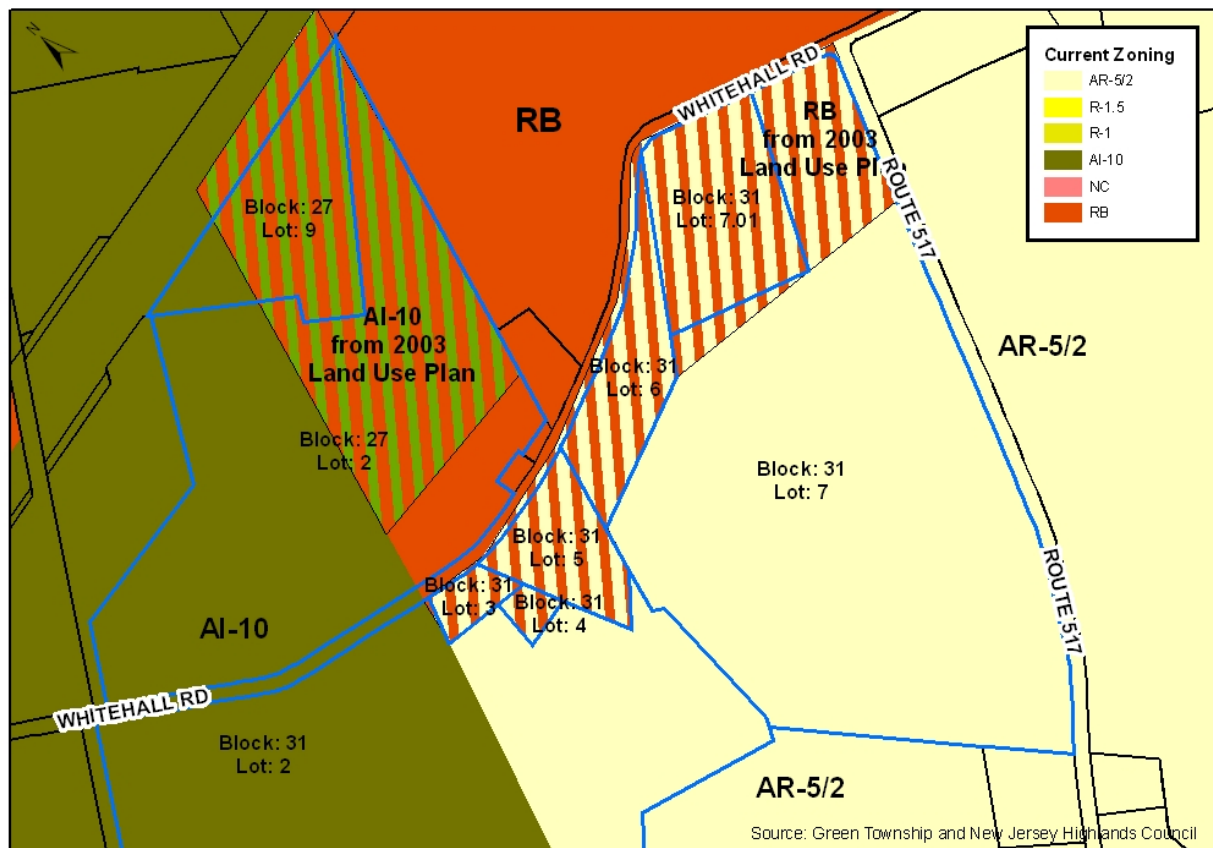 N
Current Zoning
AR-5/2
R-1.5
R-1
AI-10
NC
RB
WHITEHALL RD
RB
RB
from 2003
Land Use Pl
Block: 27
Lot: 9
Block: 31
Lot: 7.01
ROUTE 517
AI-10
from 2003
Land Use Plan
AR-5/2
Block: 31
Lot: 6
Block: 27
Lot: 2
Block: 31
Lot: 7
Block: 31
Lot: 5
Block: 31
Lot: 3
Block: 31
Lot: 4
ROUTE 517
AI-10
WHITEHALL RD
Block: 31
Lot: 2
AR-5/2
Source: Green Township and New Jersey Highlands Council